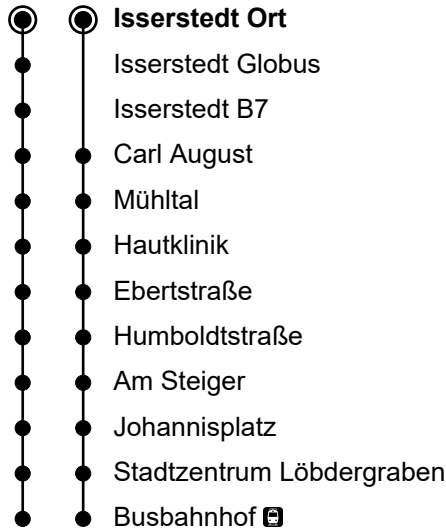 Isserstedt Ort
Isserstedt Globus
Isserstedt B7
Carl August
Mühltal
Hautklinik
Ebertstraße
Humboldtstraße
Am Steiger
Johannisplatz
Stadtzentrum Löbdergraben
Busbahnhof